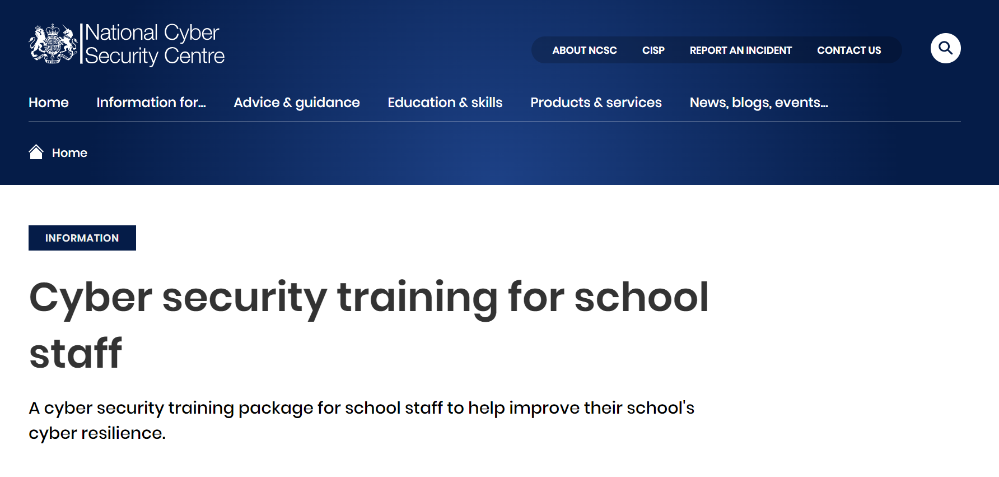 National Cyber
Security Centre
ABOUT NCSC CISP REPORT AN INCIDENT CONTACT US
Home Information for... Advice & guidance Education & skills Products & services News, blogs, events...
Home
INFORMATION
Cyber security training for school
staff
A cyber security training package for school staff to help improve their school's
cyber resilience.